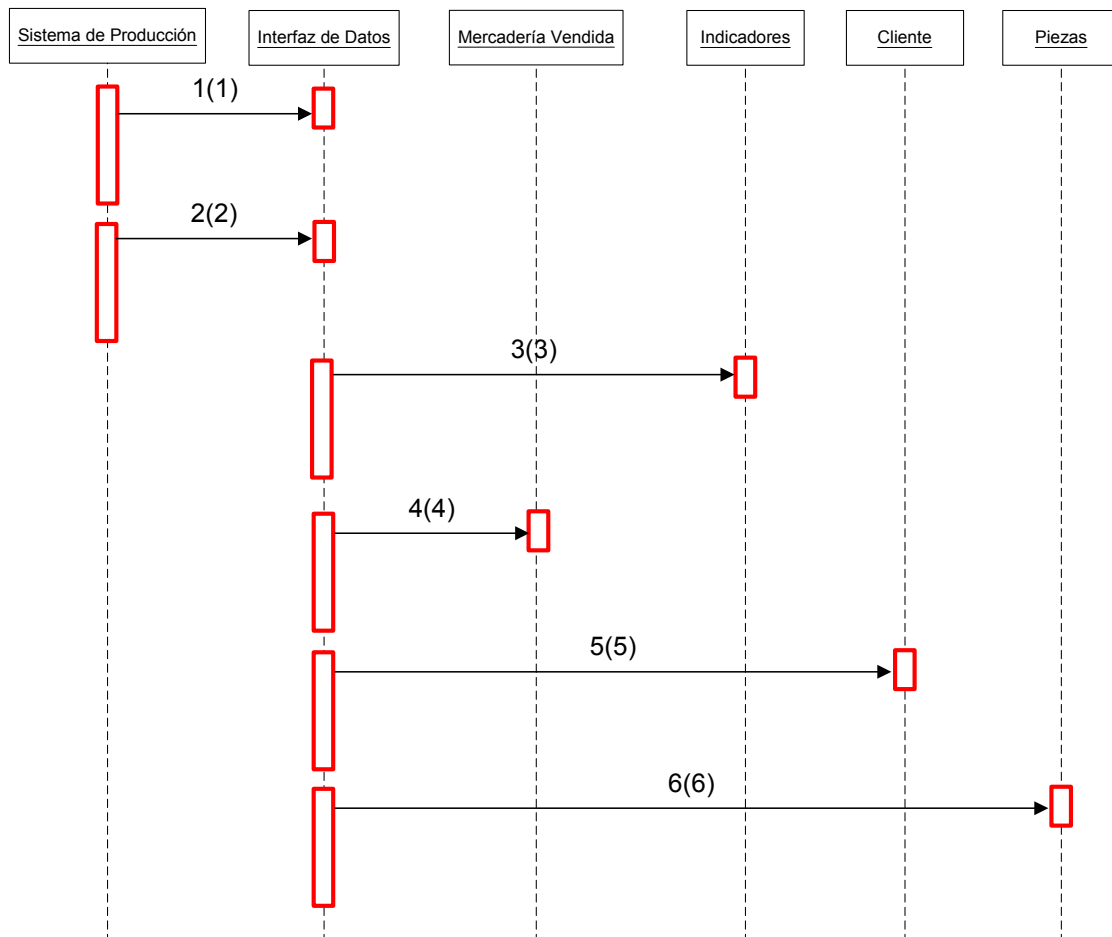 Sistema de Producción
Interfaz de Datos
Mercadería Vendida
Indicadores
Cliente
Piezas
1(1)
2(2)
3(3)
4(4)
5(5)
6(6)